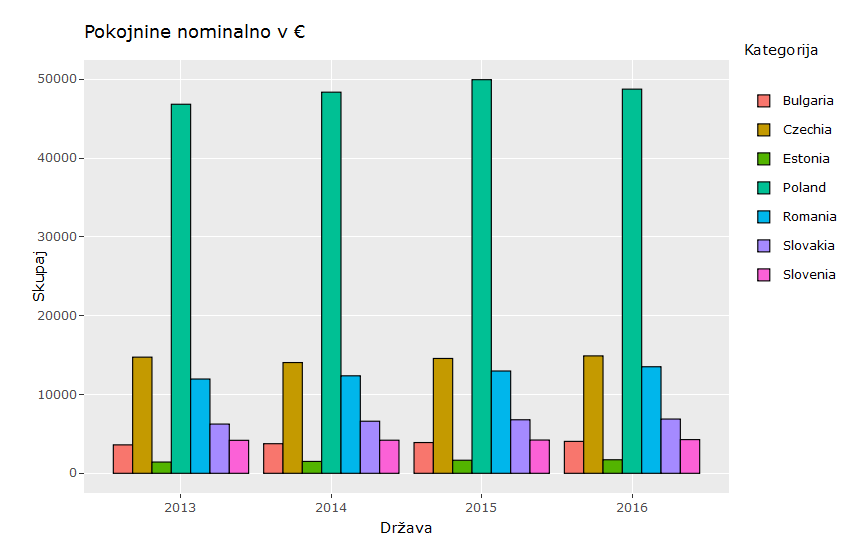 Pokojnine nominalno v €
Kategorija
Bulgaria
Czechia
Estonia
Poland
Romania
Slovakia
Slovenia
Skupaj
50000
40000
30000
20000
10000
0
2013
2014
2015
2016
Država